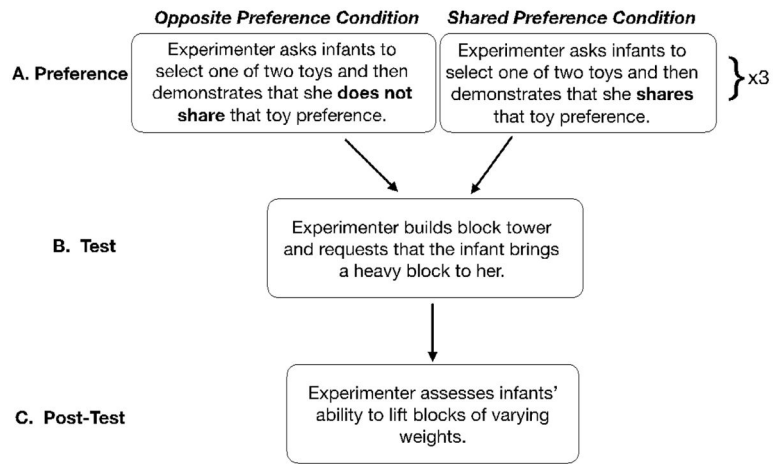 Opposite Preference Condition
Shared Preference Condition
A. Preference
Experimenter asks infants to
select one of two toys and then
demonstrates that she does not
share that toy preference.
Experimenter asks infants to
select one of two toys and then
demonstrates that she shares
that toy preference.
x3
B. Test
Experimenter builds block tower
and requests that the infant brings
a heavy block to her.
C. Post-Test
Experimenter assesses infants'
ability to lift blocks of varying
weights.